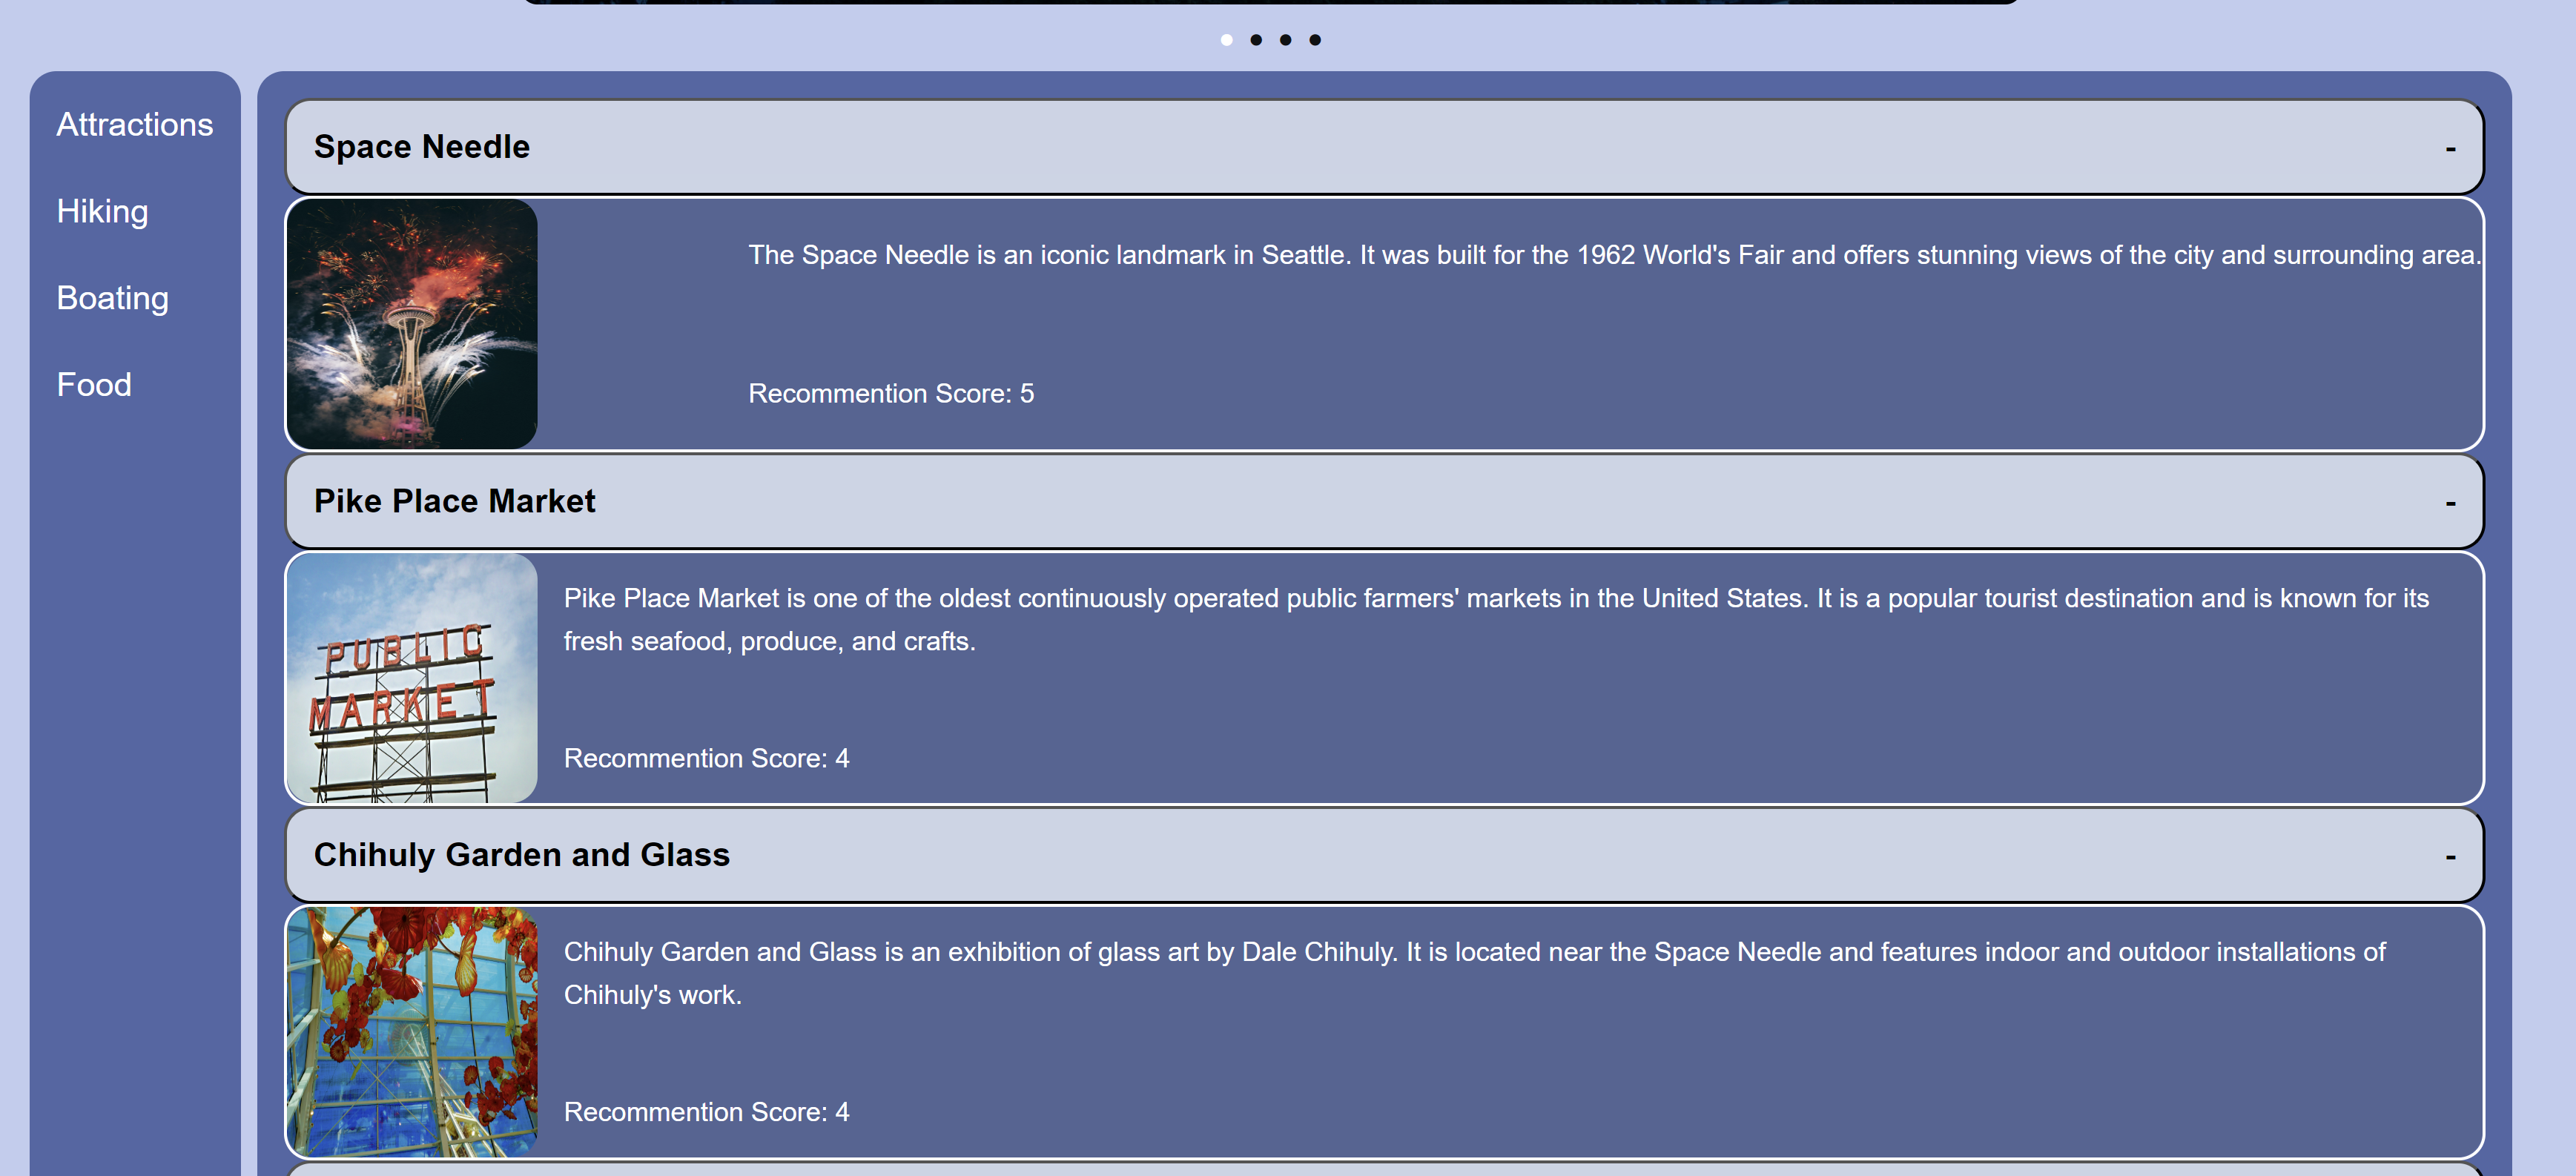 Attractions
Hiking
Boating
Food
Space Needle -
The Space Needle is an iconic landmark in Seattle. It was built for the 1962 World's Fair and offers stunning views of the city and surrounding area.
Recommention Score: 5
Pike Place Market -
PUBLIC
MARKET
Pike Place Market is one of the oldest continuously operated public farmers' markets in the United States. It is a popular tourist destination and is known for its
fresh seafood, produce, and crafts.
Recommention Score: 4
Chihuly Garden and Glass -
Chihuly Garden and Glass is an exhibition of glass art by Dale Chihuly. It is located near the Space Needle and features indoor and outdoor installations of
Chihuly's work.
Recommention Score: 4